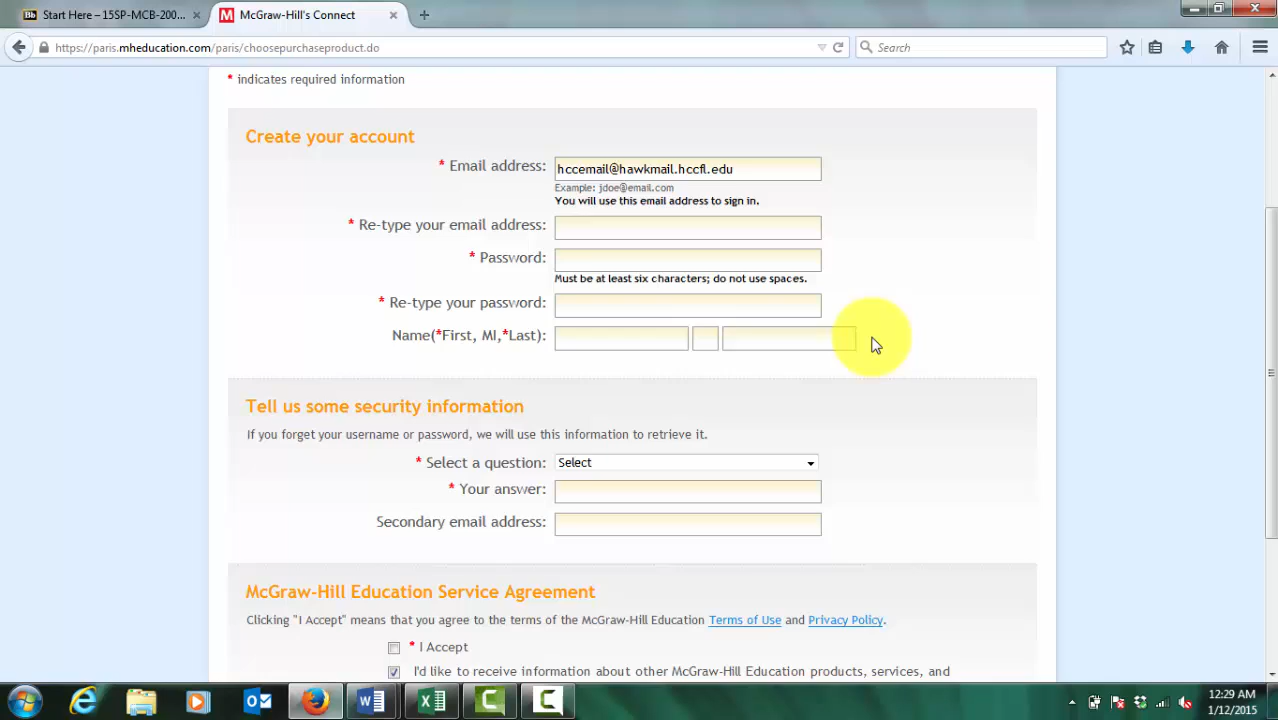 Bb Start Here – 15SP-MCB-200...
M McGraw-Hill's Connect
https://paris.mheducation.com/paris/choosepurchaseproduct.do
Search
* indicates required information
Create your account
* Email address: hccemail@hawkmail.hccfl.edu
Example: jdoe@email.com
You will use this email address to sign in.
* Re-type your email address:
* Password:
Must be at least six characters; do not use spaces.
* Re-type your password:
Name(*First, MI,*Last):
Tell us some security information
If you forget your username or password, we will use this information to retrieve it.
* Select a question: Select
* Your answer:
Secondary email address:
McGraw-Hill Education Service Agreement
Clicking "I Accept" means that you agree to the terms of the McGraw-Hill Education Terms of Use and Privacy Policy.
* I Accept
I'd like to receive information about other McGraw-Hill Education products, services, and
12:29 AM
1/12/2015